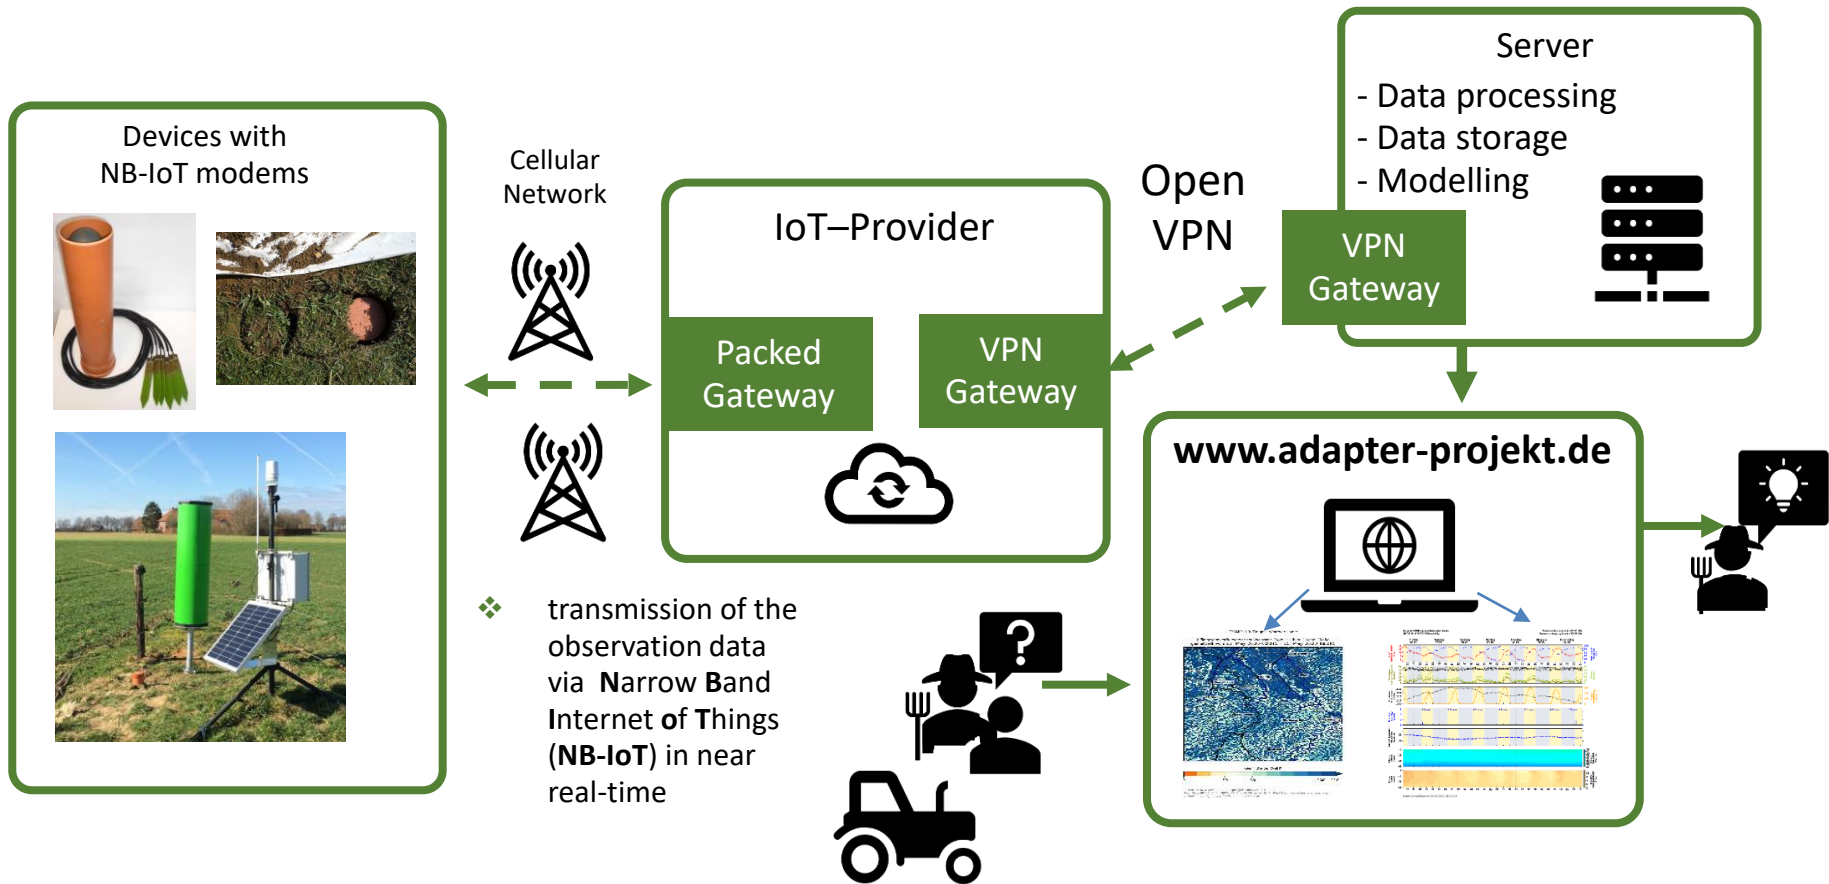 Devices with
NB-IoT modems
Cellular
Network
IoT–Provider
Packed
Gateway
VPN
Gateway
Open
VPN
Server
- Data processing
- Data storage
- Modelling
VPN
Gateway
www.adapter-projekt.de
❖ transmission of the
observation data
via Narrow Band
Internet of Things
(NB-IoT) in near
real-time
?